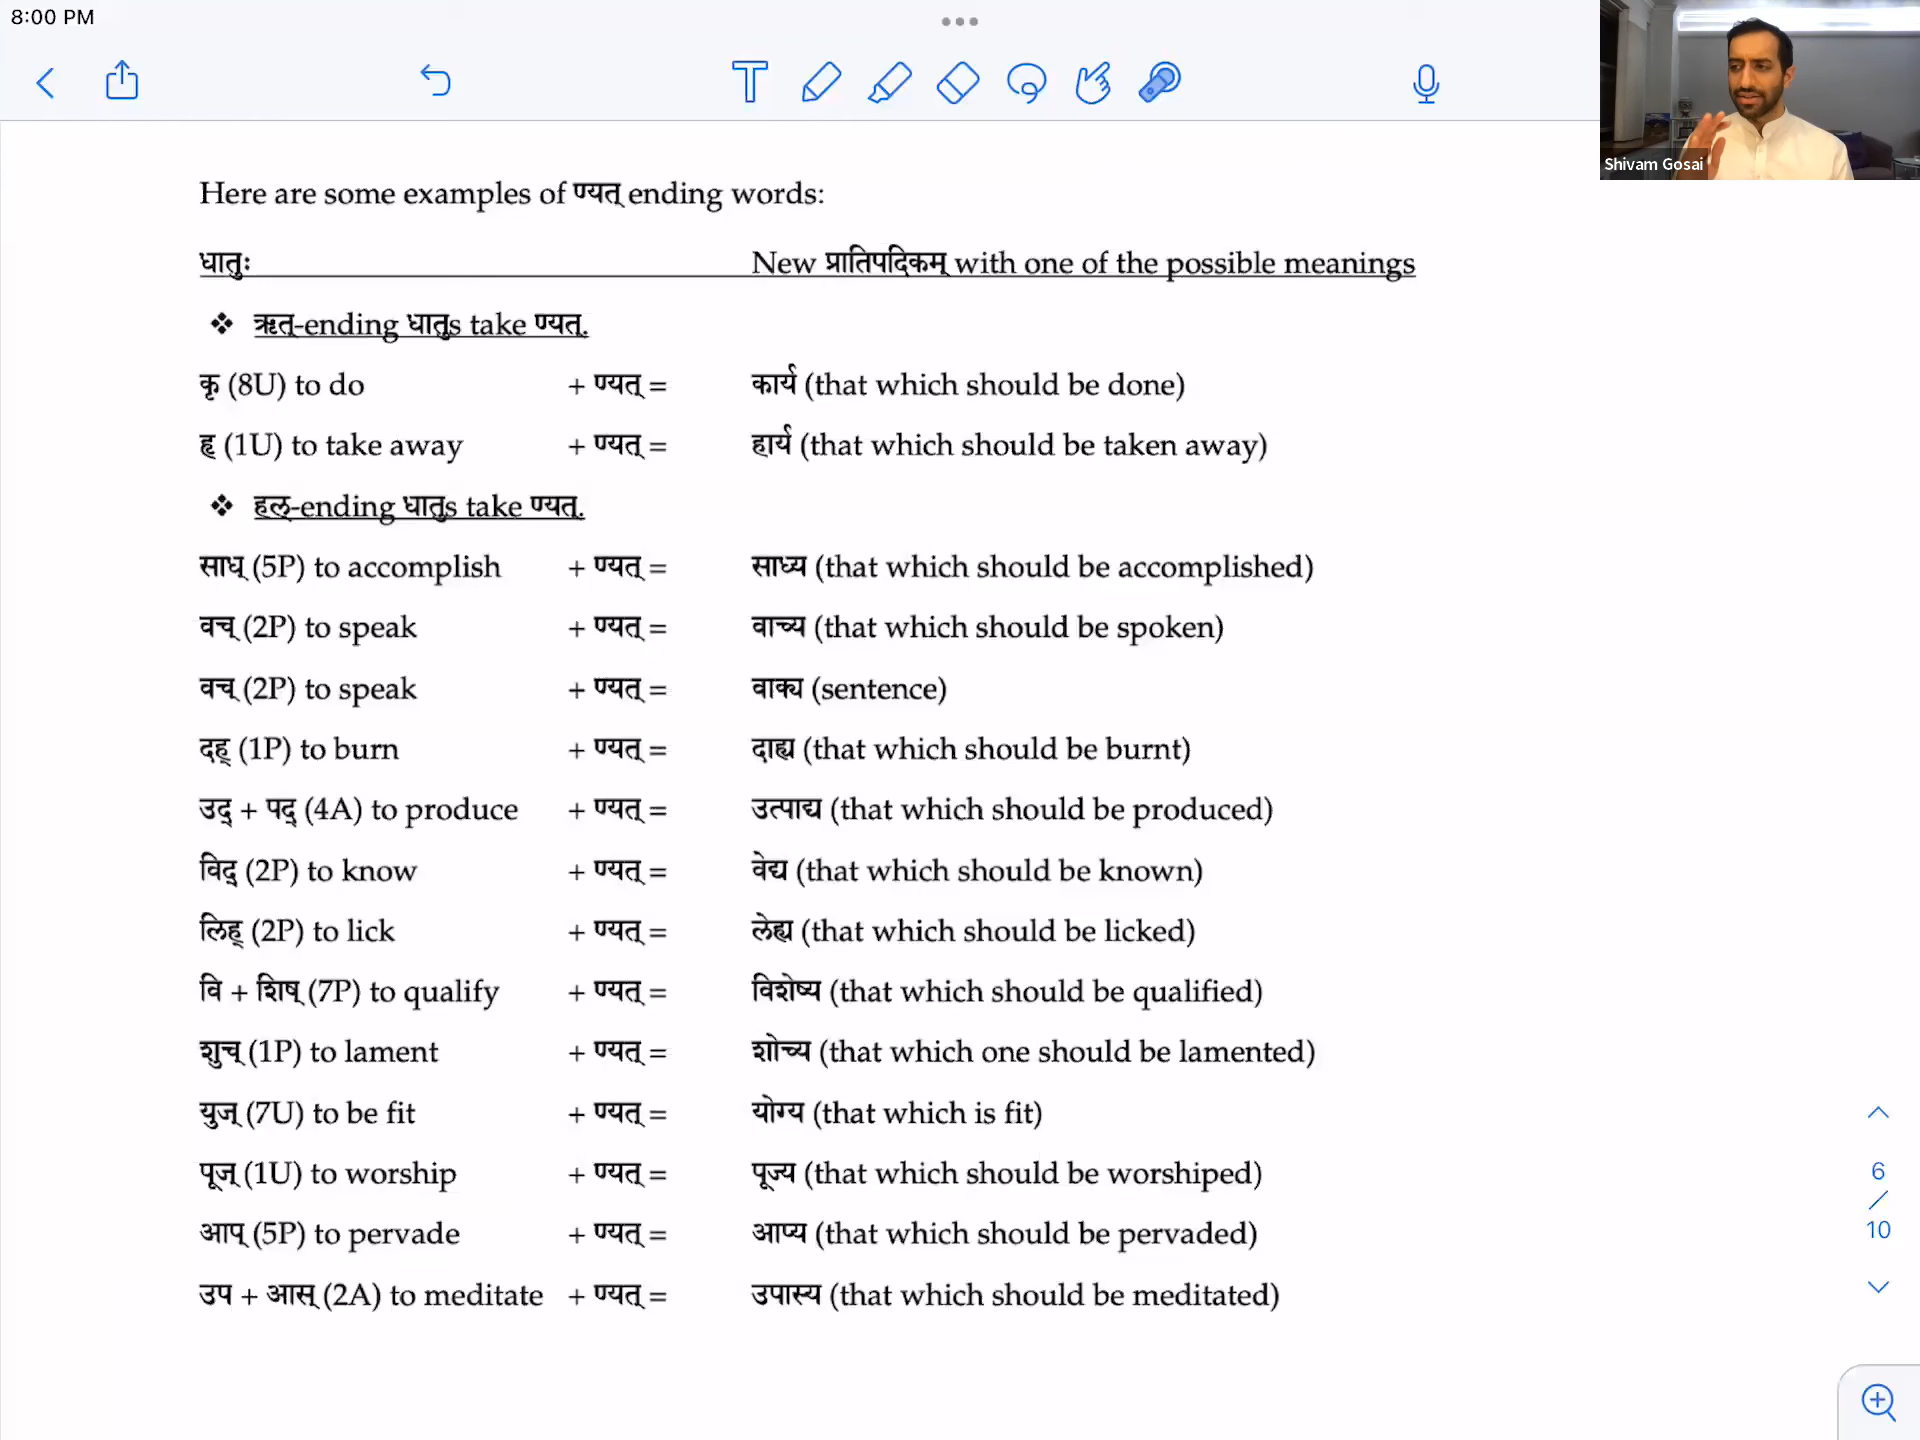 8:00 PM
Shivam Gosai
Here are some examples of ण्यत् ending words:
धातुः New प्रातिपदिकम् with one of the possible meanings
❖ ऋत्-ending धातुs take ण्यत्.
कृ (8U) to do + ण्यत् = कार्य (that which should be done)
हृ (1U) to take away + ण्यत् = हार्य (that which should be taken away)
❖ हल्-ending धातुs take ण्यत्.
साध् (5P) to accomplish + ण्यत् = साध्य (that which should be accomplished)
वच् (2P) to speak + ण्यत् = वाच्य (that which should be spoken)
वच् (2P) to speak + ण्यत् = वाक्य (sentence)
दह् (1P) to burn + ण्यत् = दाह्य (that which should be burnt)
उद् + पद् (4A) to produce + ण्यत् = उत्पाद्य (that which should be produced)
विद् (2P) to know + ण्यत् = वेद्य (that which should be known)
लिह् (2P) to lick + ण्यत् = लेह्य (that which should be licked)
वि + शिष् (7P) to qualify + ण्यत् = विशेष्य (that which should be qualified)
शुच् (1P) to lament + ण्यत् = शोच्य (that which one should be lamented)
युज् (7U) to be fit + ण्यत् = योग्य (that which is fit)
पूज् (1U) to worship + ण्यत् = पूज्य (that which should be worshiped)
आप् (5P) to pervade + ण्यत् = आप्य (that which should be pervaded)
उप + आस् (2A) to meditate + ण्यत् = उपास्य (that which should be meditated)
6
/
10